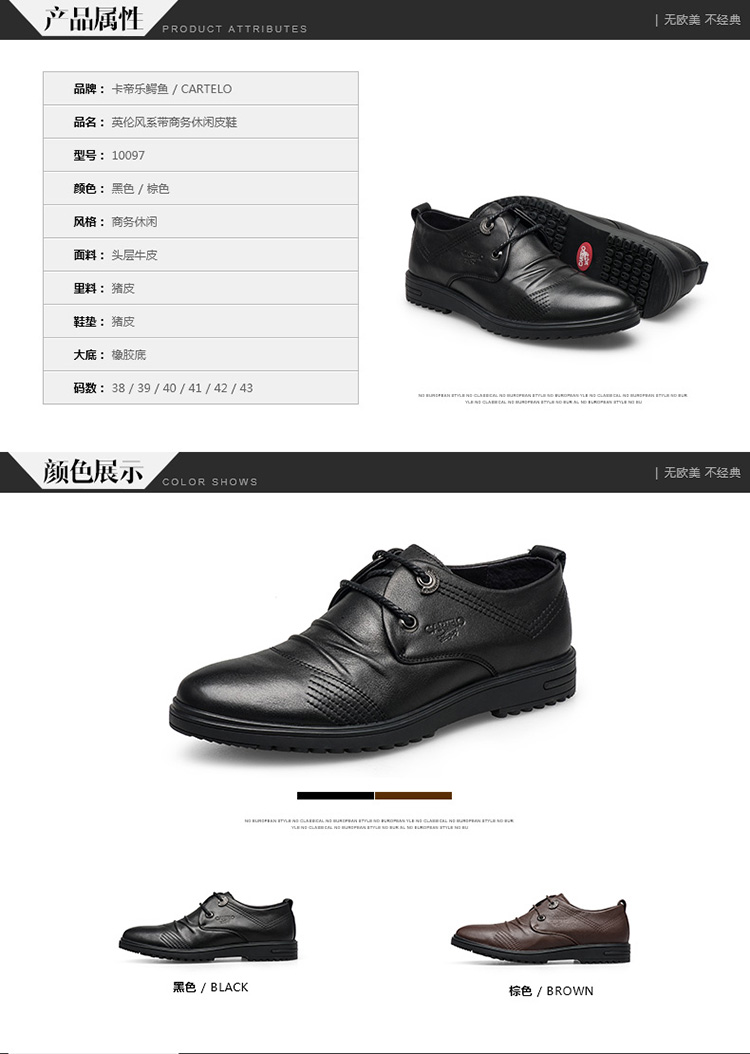 产品属性 PRODUCT ATTRIBUTES | 无欧美 不经典
品牌： 卡帝乐鳄鱼 / CARTELO
品名： 英伦风系带商务休闲皮鞋
型号： 10097
颜色： 黑色 / 棕色
风格： 商务休闲
面料： 头层牛皮
里料： 猪皮
鞋垫： 猪皮
大底： 橡胶底
码数： 38 / 39 / 40 / 41 / 42 / 43
NO EUROPEAN STYLE NO CLASSICAL NO EUROPEAN STYLE NO EUROPEAN YLE NO CLASSICAL NO EUROPEAN STYLE NO EUR
YLE NO CLASSICAL NO EUROPEAN STYLE NO EUR SL NO EUROPEAN STYLE NO EU
颜色展示 COLOR SHOWS | 无欧美 不经典
CARTELO
NO EUROPEAN STYLE NO CLASSICAL NO EUROPEAN STYLE NO EUROPEAN YLE NO CLASSICAL NO EUROPEAN STYLE NO EUR
YLE NO CLASSICAL NO EUROPEAN STYLE NO EUR SL NO EUROPEAN STYLE NO EU
黑色 / BLACK
棕色 / BROWN